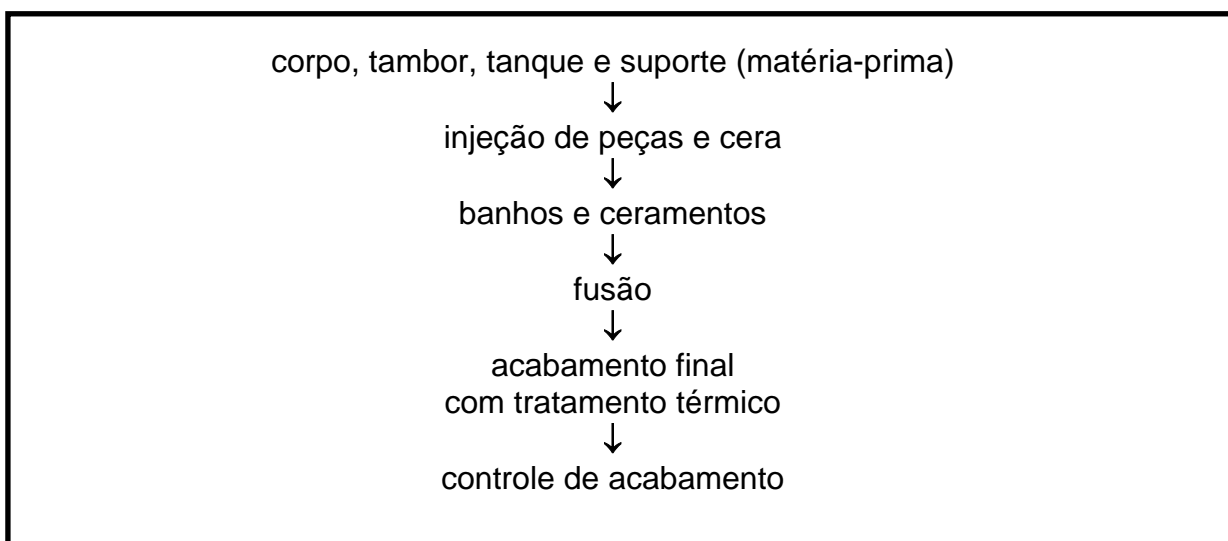 corpo, tambor, tanque e suporte (matéria-prima)
↓
injeção de peças e cera
↓
banhos e ceramentos
↓
fusão
↓
acabamento final
com tratamento térmico
↓
controle de acabamento